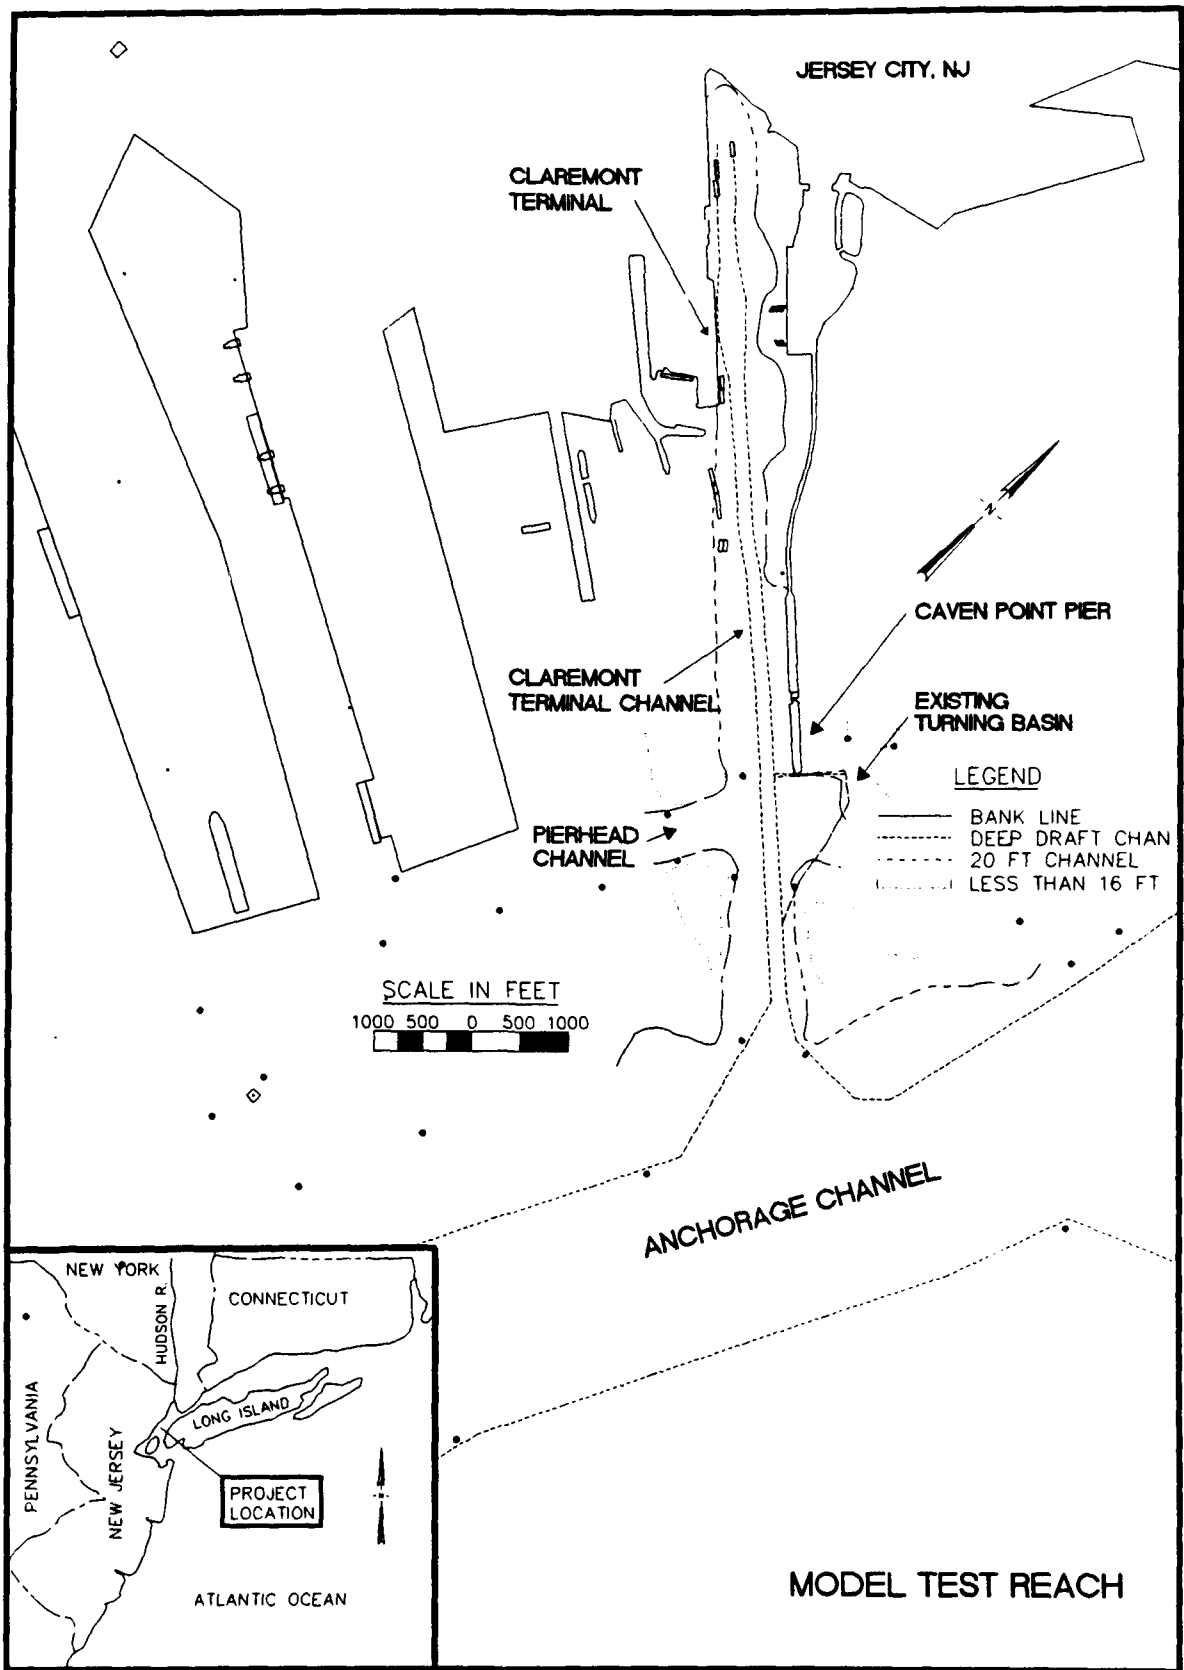 JERSEY CITY, NJ
CLAREMONT
TERMINAL
N
CAVEN POINT PIER
CLAREMONT
TERMINAL CHANNEL
EXISTING
TURNING BASIN
LEGEND
BANK LINE
DEEP DRAFT CHAN
20 FT CHANNEL
LESS THAN 16 FT
PIERHEAD
CHANNEL
SCALE IN FEET
1000 500 0 500 1000
ANCHORAGE CHANNEL
NEW YORK
HUDSON R.
CONNECTICUT
PENNSYLVANIA
LONG ISLAND
NEW JERSEY
PROJECT
LOCATION
ATLANTIC OCEAN
MODEL TEST REACH